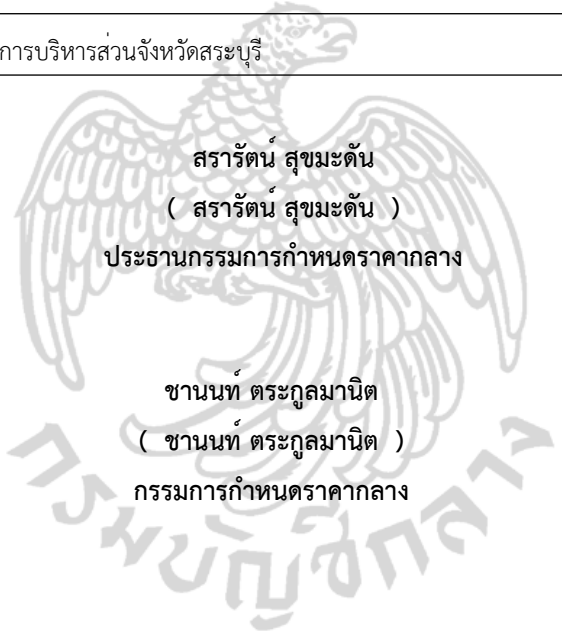 การบริหารส่วนจังหวัดสระบุรี
สรารัตน์ สุขมะดัน
( สรารัตน์ สุขมะดัน )
ประธานกรรมการกำหนดราคากลาง
ชานนท์ ตระกูลมานิต
( ชานนท์ ตระกูลมานิต )
กรรมการกำหนดราคากลาง
กรมบัญชีกลาง